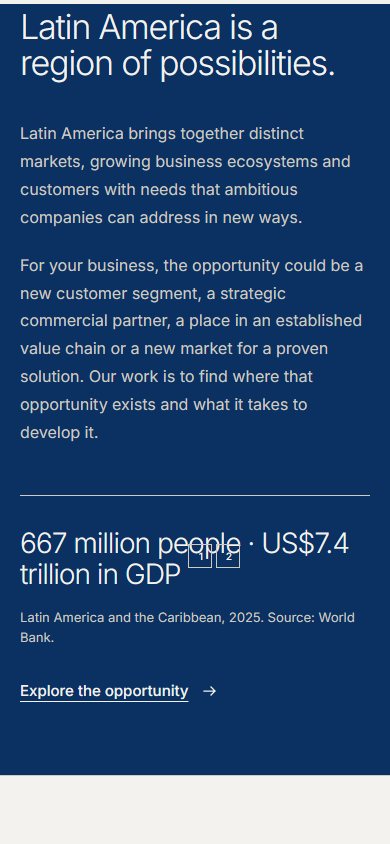 Latin America is a
region of possibilities.
Latin America brings together distinct
markets, growing business ecosystems and
customers with needs that ambitious
companies can address in new ways.
For your business, the opportunity could be a
new customer segment, a strategic
commercial partner, a place in an established
value chain or a new market for a proven
solution. Our work is to find where that
opportunity exists and what it takes to
develop it.
667 million people · US$7.4
trillion in GDP 1 2
Latin America and the Caribbean, 2025. Source: World
Bank.
Explore the opportunity →